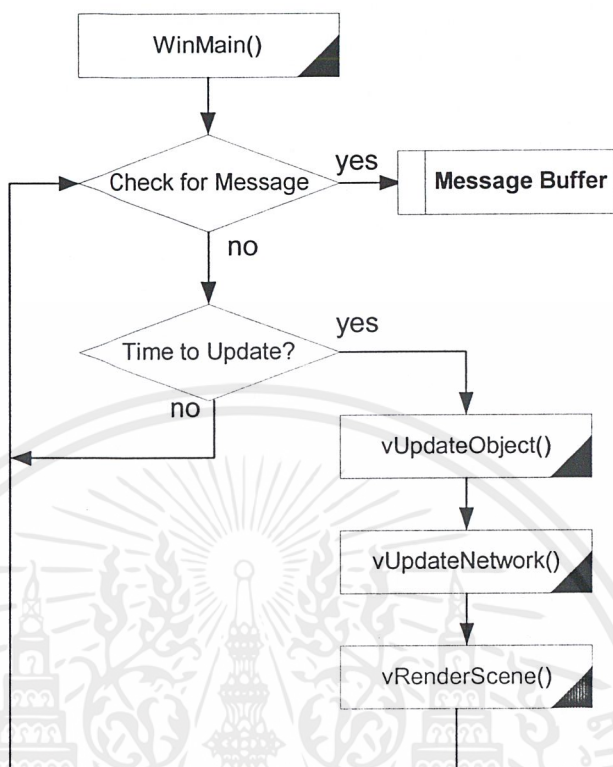 WinMain()
Check for Message
yes
Message Buffer
no
Time to Update?
yes
no
vUpdateObject()
vUpdateNetwork()
vRenderScene()